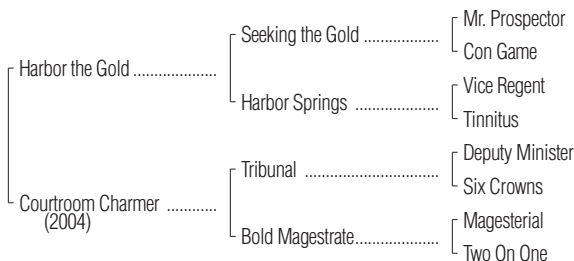 Mr. Prospector
Seeking the Gold ..................
Con Game
Harbor the Gold ....................
Vice Regent
Harbor Springs ....................
Tinnitus
Deputy Minister
Tribunal ................................
Six Crowns
Courtroom Charmer ............
(2004)
Magesterial
Bold Magestrate....................
Two On One